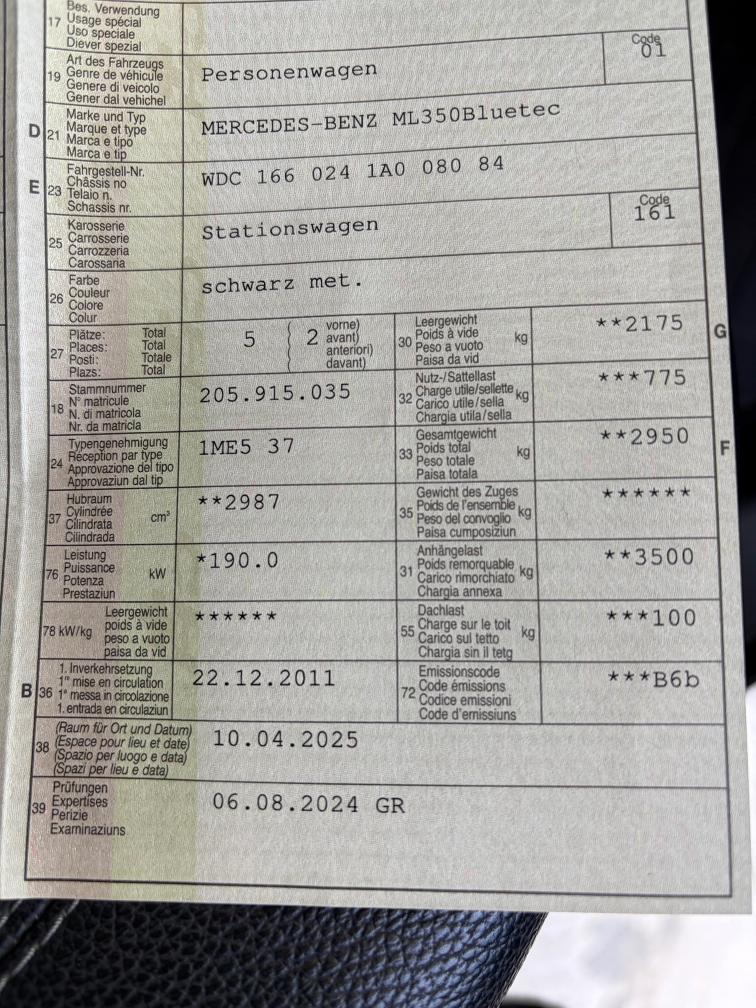 Bes. Verwendung
17 Usage spécial
Uso speciale
Diever spezial
Art des Fahrzeugs
19 Genre de véhicule
Genere di veicolo
Gener dal vehichel
Personenwagen
Code
01
Marke und Typ
D 21 Marque et type
Marca e tipo
Marca e tip
MERCEDES-BENZ ML350Bluetec
Fahrgestell-Nr.
E 23 Châssis no
Telaio n.
Schassis nr.
WDC 166 024 1A0 080 84
Karosserie
25 Carrosserie
Carrozzeria
Carossaria
Stationswagen
Code
161
Farbe
26 Couleur
Colore
Colur
schwarz met.
27 Plätze: Total
Places: Total
Posti: Totale
Plazs: Total
5 ( 2 vorne)
avant)
anteriori)
davant)
Leergewicht
30 Poids à vide kg
Peso a vuoto
Paisa da vid
**2175 G
Stammnummer
18 N° matricule
N. di matricola
Nr. da matricla
205.915.035
Nutz-/Sattellast
32 Charge utile/sellette kg
Carico utile/sella
Chargia utila/sella
***775
Typengenehmigung
24 Réception par type
Approvazione del tipo
Approvaziun dal tip
1ME5 37
Gesamtgewicht
33 Poids total kg
Peso totale
Paisa totala
**2950 F
Hubraum
37 Cylindrée cm³
Cilindrata
Cilindrada
**2987
Gewicht des Zuges
35 Poids de l'ensemble kg
Peso del convoglio
Paisa cumposiziun
******
Leistung
76 Puissance kW
Potenza
Prestaziun
*190.0
Anhängelast
31 Poids remorquable kg
Carico rimorchiato
Chargia annexa
**3500
Leergewicht
78 kW/kg poids à vide
peso a vuoto
paisa da vid
******
Dachlast
55 Charge sur le toit kg
Carico sul tetto
Chargia sin il tetg
***100
B 36 1. Inverkehrsetzung
1re mise en circulation
1a messa in circolazione
1. entrada en circulaziun
22.12.2011
Emissionscode
72 Code émissions
Codice emissioni
Code d'emissiuns
***B6b
(Raum für Ort und Datum)
38 (Espace pour lieu et date)
(Spazio per luogo e data)
(Spazi per lieu e data)
10.04.2025
Prüfungen
39 Expertises
Perizie
Examinaziuns
06.08.2024 GR